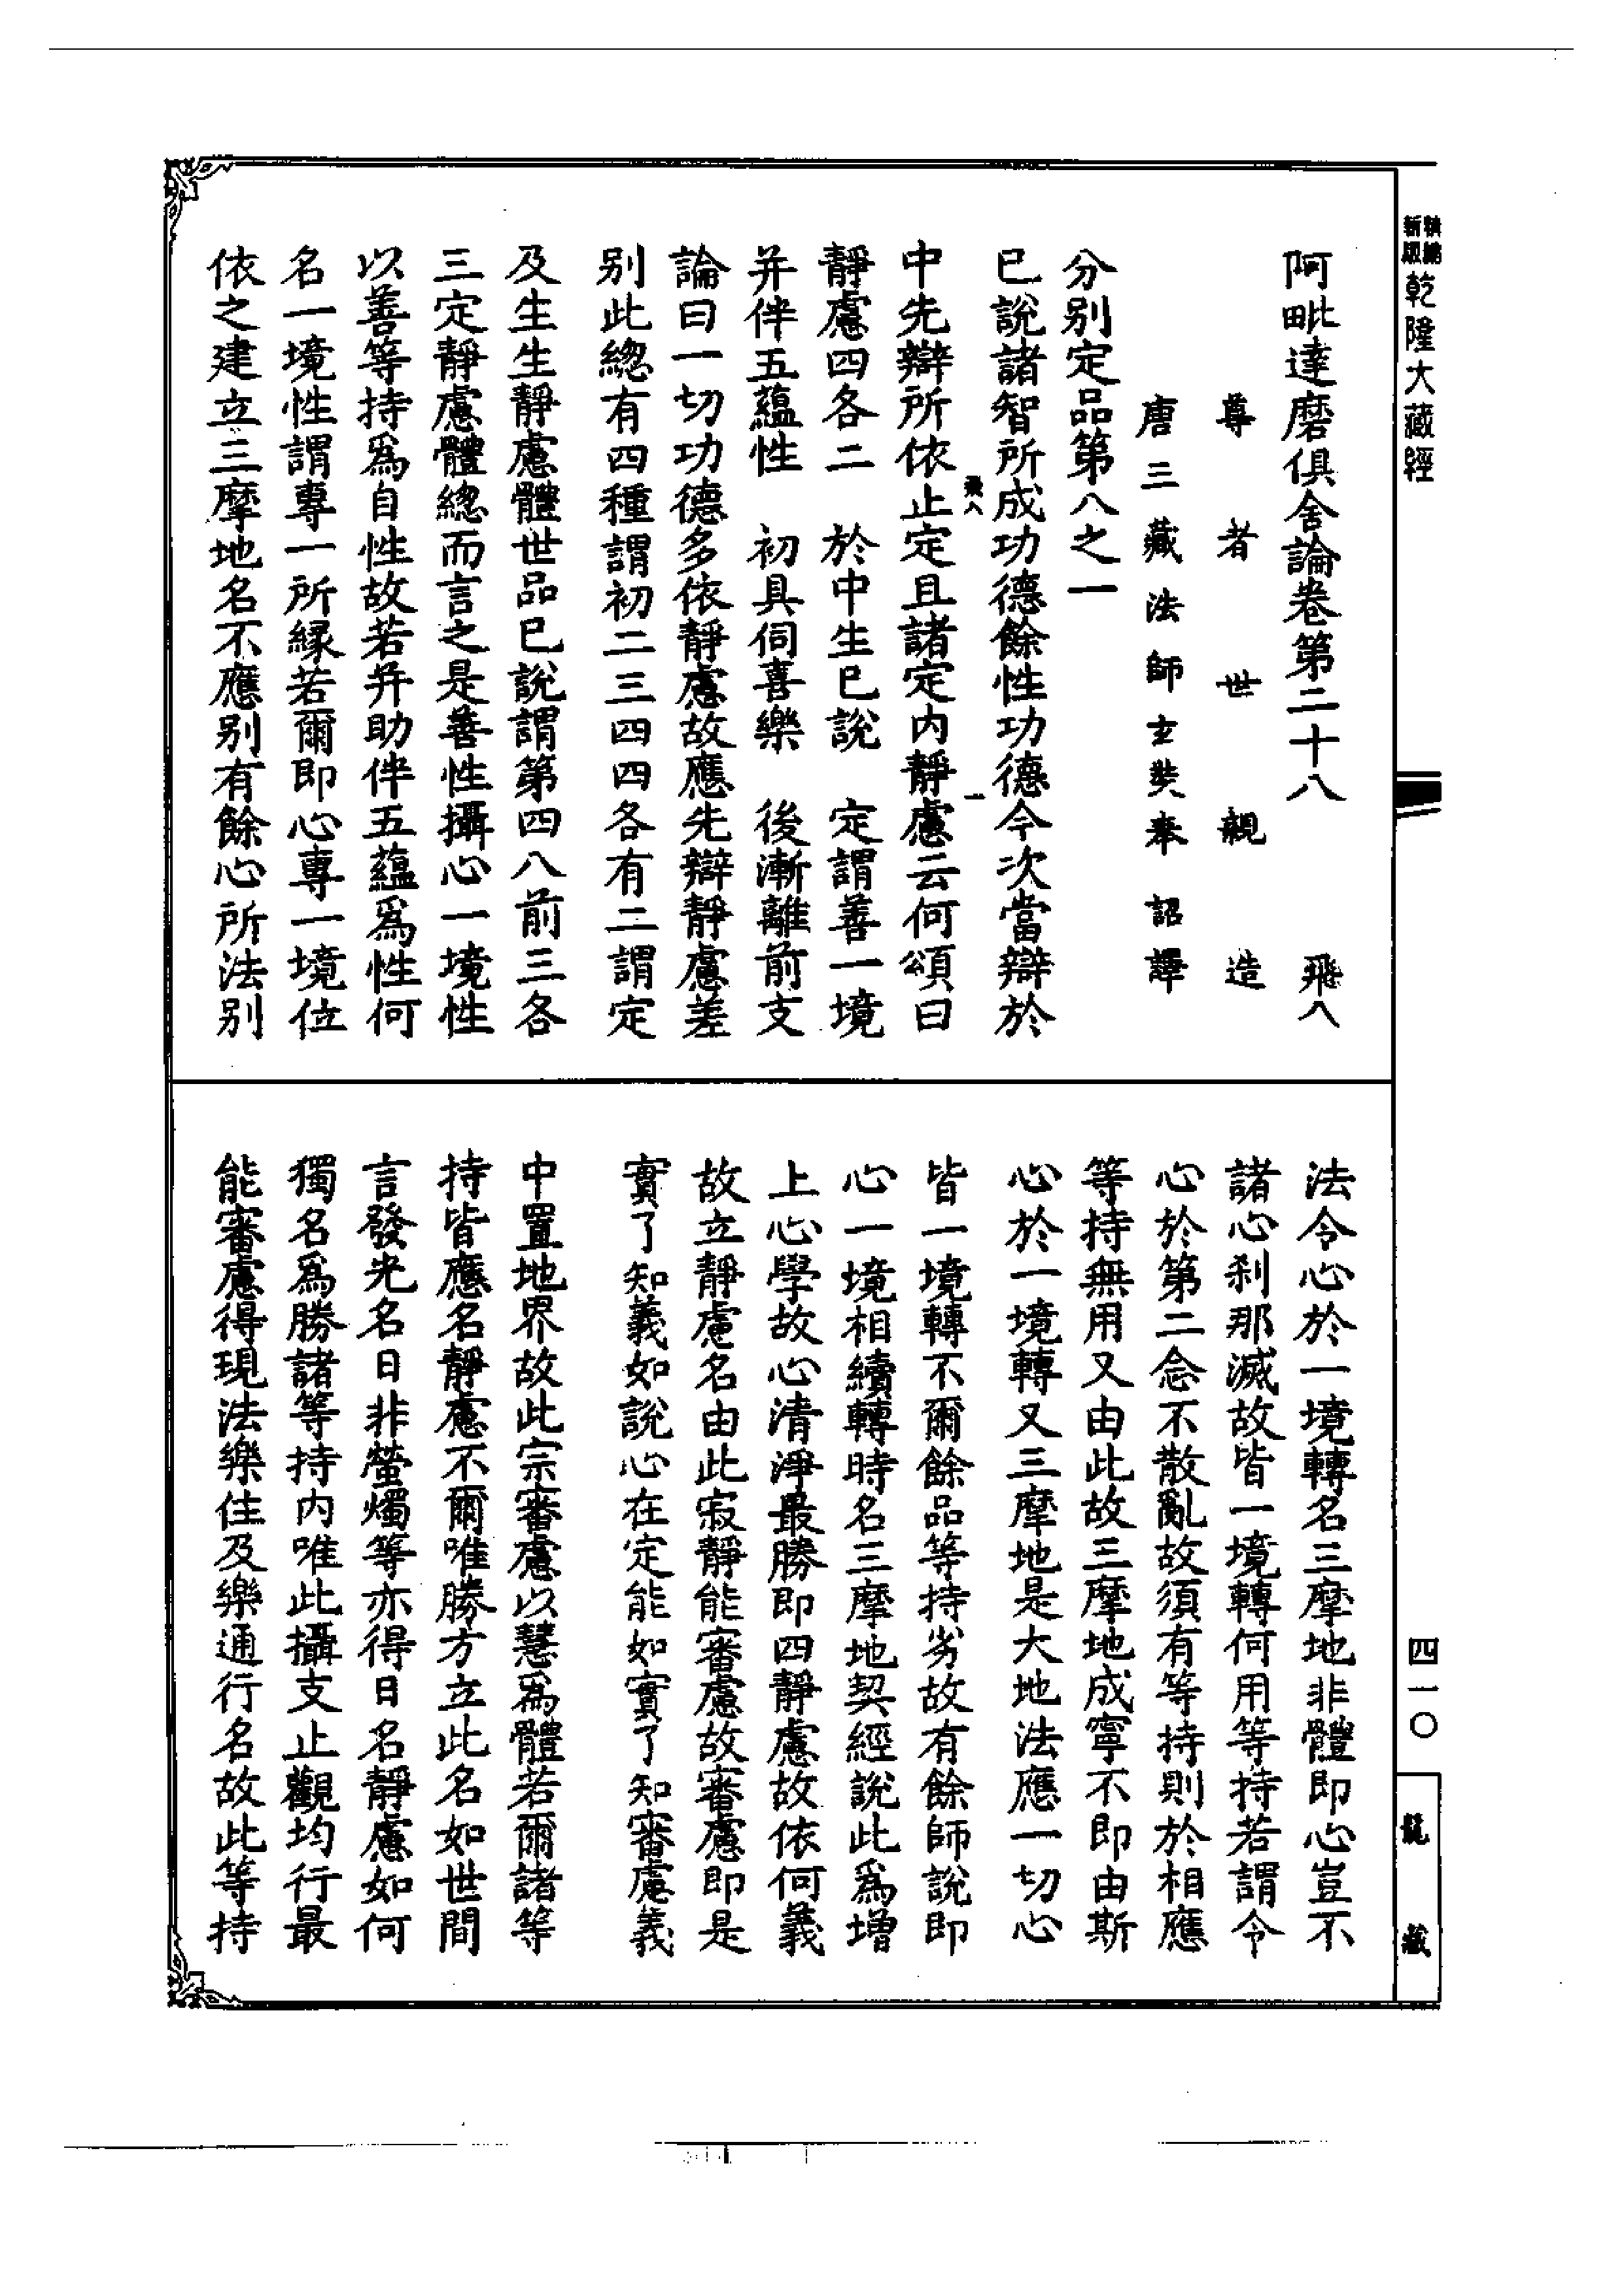 新編
新版
乾隆大藏經
四一〇
龍藏
阿毗達磨俱舍論卷第二十八 飛八
尊者世親造
唐三藏法師玄奘奉 詔譯
分别定品第八之一
已說諸智所成功德餘性功德今次當辯於
飛八 一
中先辯所依止定且諸定内靜慮云何頌曰
靜慮四各二 於中生已說 定謂善一境
并伴五蘊性 初具伺喜樂 後漸離前支
論曰一切功德多依靜慮故應先辯靜慮差
别此總有四種謂初二三四四各有二謂定
及生生靜慮體世品已說謂第四八前三各
三定靜慮體總而言之是善性攝心一境性
以善等持爲自性故若并助伴五蘊爲性何
名一境性謂專一所縁若爾即心專一境位
依之建立三摩地名不應别有餘心所法别
法令心於一境轉名三摩地非體即心豈不
諸心刹那滅故皆一境轉何用等持若謂令
心於第二念不散亂故須有等持則於相應
等持無用又由此故三摩地成寧不即由斯
心於一境轉又三摩地是大地法應一切心
皆一境轉不爾餘品等持劣故有餘師說即
心一境相續轉時名三摩地契經說此爲增
上心學故心清淨最勝即四靜慮故依何義
故立靜慮名由此寂靜能審慮故審慮即是
實了知義如說心在定能如實了知審慮義
中置地界故此宗審慮以慧爲體若爾諸等
持皆應名靜慮不爾唯勝方立此名如世間
言發光名日非螢燭等亦得日名靜慮如何
獨名爲勝諸等持内唯此攝支止觀均行最
能審慮得現法樂住及樂通行名故此等持